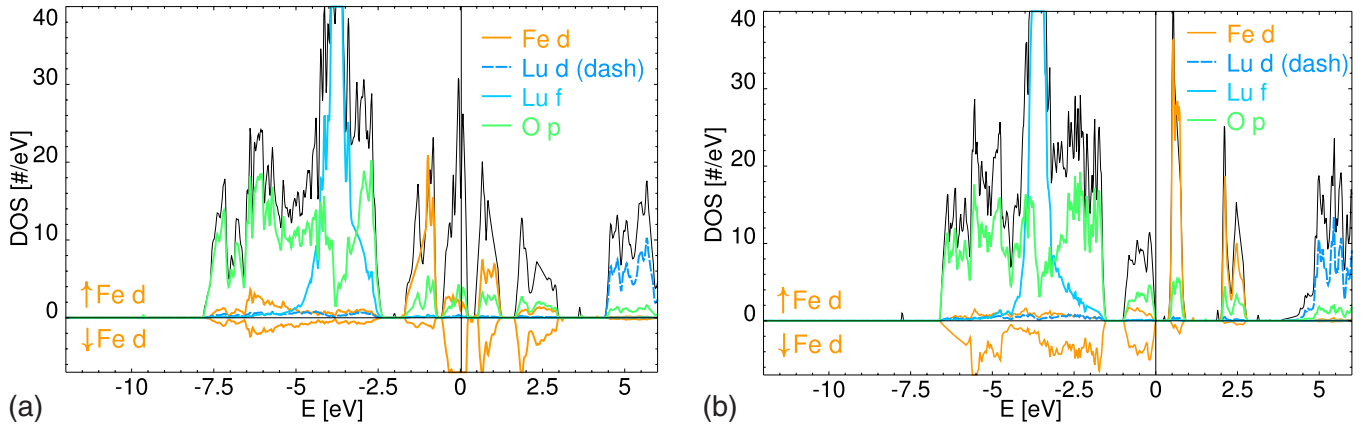 40
30
20
10
0
DOS [#/eV]
Fe d
Lu d (dash)
Lu f
O p
↑Fe d
↓Fe d
-10 -7.5 -5 -2.5 0 2.5 5
E [eV]
(a)
40
30
20
10
0
DOS [#/eV]
Fe d
Lu d (dash)
Lu f
O p
↑Fe d
↓Fe d
-10 -7.5 -5 -2.5 0 2.5 5
E [eV]
(b)